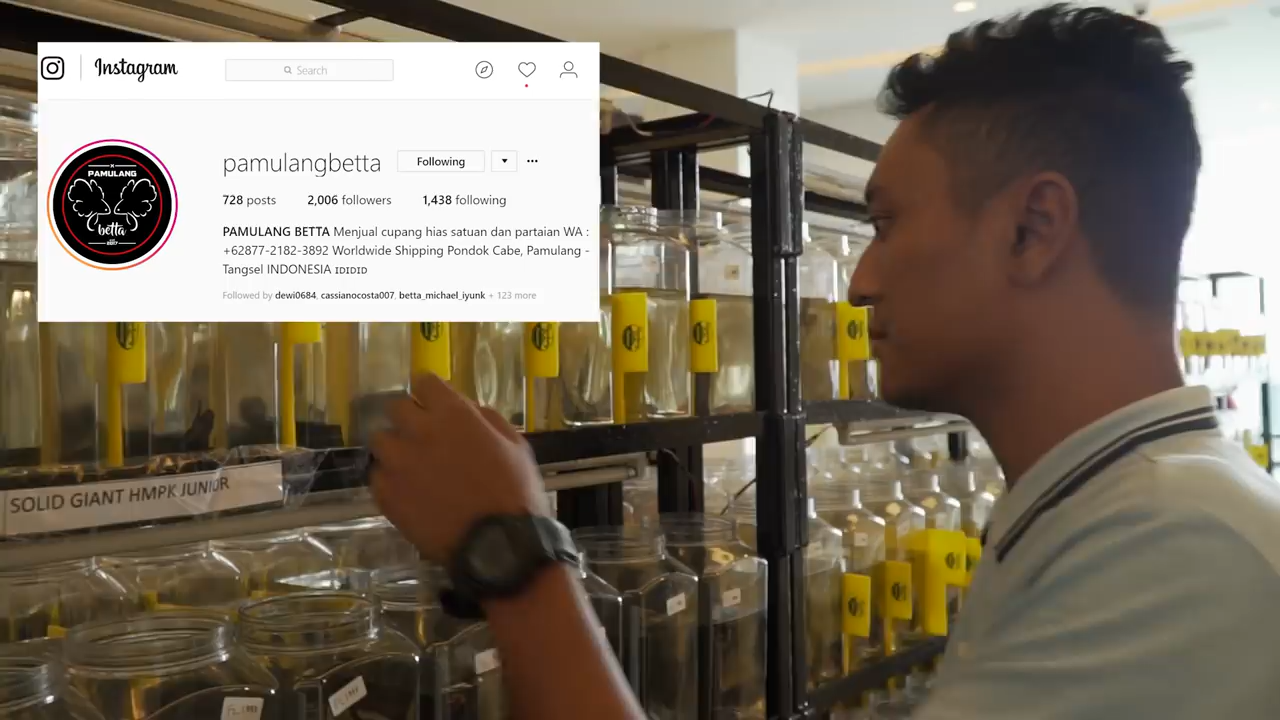 Instagram
Search
PAMULANG
betta
pamulangbetta Following
728 posts 2,006 followers 1,438 following
PAMULANG BETTA Menjual cupang hias satuan dan partaian WA :
+62877-2182-3892 Worldwide Shipping Pondok Cabe, Pamulang -
Tangsel INDONESIA ɪᴅɪᴅɪᴅ
Followed by dewi0684, cassianocosta007, betta_michael_iyunk + 123 more
SOLID GIANT HMPK JUNIOR